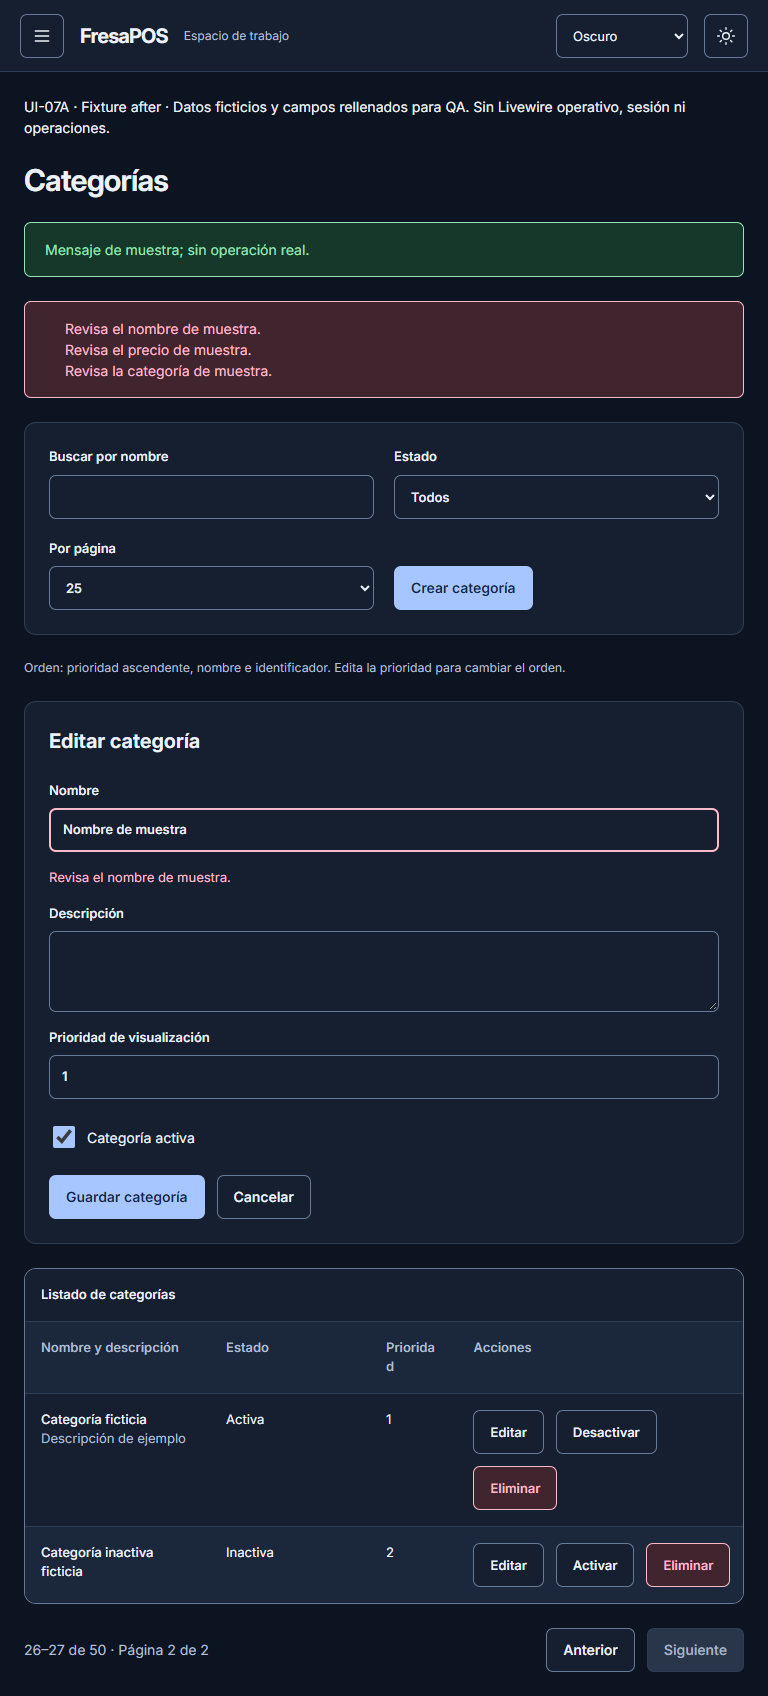 FresaPOS
Espacio de trabajo
Oscuro
UI-07A · Fixture after · Datos ficticios y campos rellenados para QA. Sin Livewire operativo, sesión ni
operaciones.
Categorías
Mensaje de muestra; sin operación real.
Revisa el nombre de muestra.
Revisa el precio de muestra.
Revisa la categoría de muestra.
Buscar por nombre
Estado
Todos
Por página
25
Crear categoría
Orden: prioridad ascendente, nombre e identificador. Edita la prioridad para cambiar el orden.
Editar categoría
Nombre
Nombre de muestra
Revisa el nombre de muestra.
Descripción
Prioridad de visualización
1
Categoría activa
Guardar categoría
Cancelar
Listado de categorías
Nombre y descripción
Estado
Priorida
d
Acciones
Categoría ficticia
Descripción de ejemplo
Activa
1
Editar
Desactivar
Eliminar
Categoría inactiva
ficticia
Inactiva
2
Editar
Activar
Eliminar
26–27 de 50 · Página 2 de 2
Anterior
Siguiente